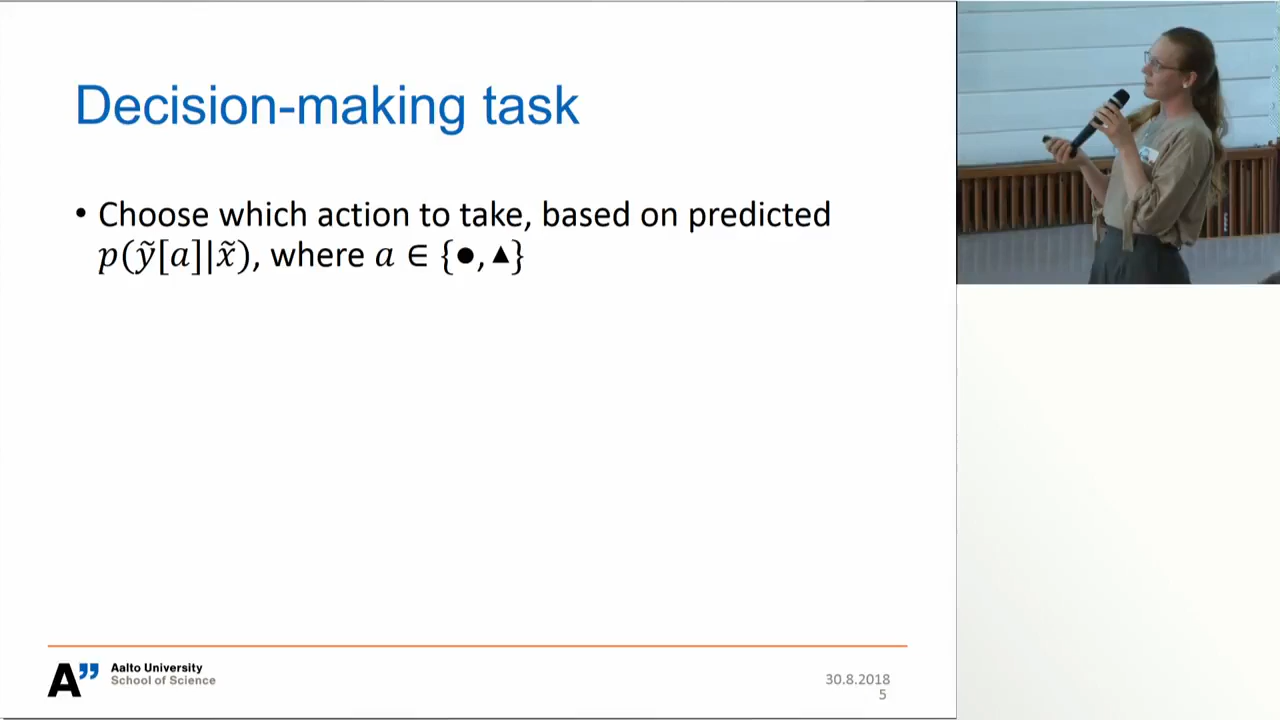 Decision-making task
• Choose which action to take, based on predicted
p(ỹ[a]|x̃), where a ∈ {●,▲}
A”
Aalto University
School of Science
30.8.2018
5